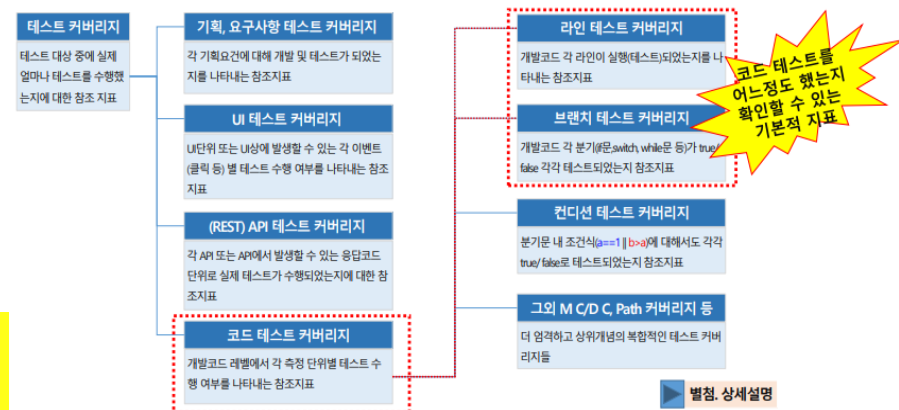 테스트 커버리지
테스트 대상 중에 실제
얼마나 테스트를 수행했
는지에 대한 참조 지표
기획, 요구사항 테스트 커버리지
각 기획요건에 대해 개발 및 테스트가 되었는
지를 나타내는 참조지표
UI 테스트 커버리지
UI단위 또는 UI상에 발생할 수 있는 각 이벤트
(클릭 등) 별 테스트 수행 여부를 나타내는 참조
지표
(REST) API 테스트 커버리지
각 API 또는 API에서 발생할 수 있는 응답코드
단위로 실제 테스트가 수행되었는지에 대한 참
조지표
코드 테스트 커버리지
개발코드 레벨에서 각 측정 단위별 테스트 수
행 여부를 나타내는 참조지표
라인 테스트 커버리지
개발코드 각 라인이 실행(테스트)되었는지를 나
타내는 참조지표
브랜치 테스트 커버리지
개발코드 각 분기(if문,switch, while문 등)가 true/
false 각각 테스트되었는지 참조지표
컨디션 테스트 커버리지
분기문 내 조건식(a==1 || b>a)에 대해서도 각각
true/ false로 테스트되었는지 참조지표
그외 M C/D C, Path 커버리지 등
더 엄격하고 상위개념의 복합적인 테스트 커버
리지들
코드 테스트를
어느정도 했는지
확인할 수 있는
기본적 지표
별첨. 상세설명